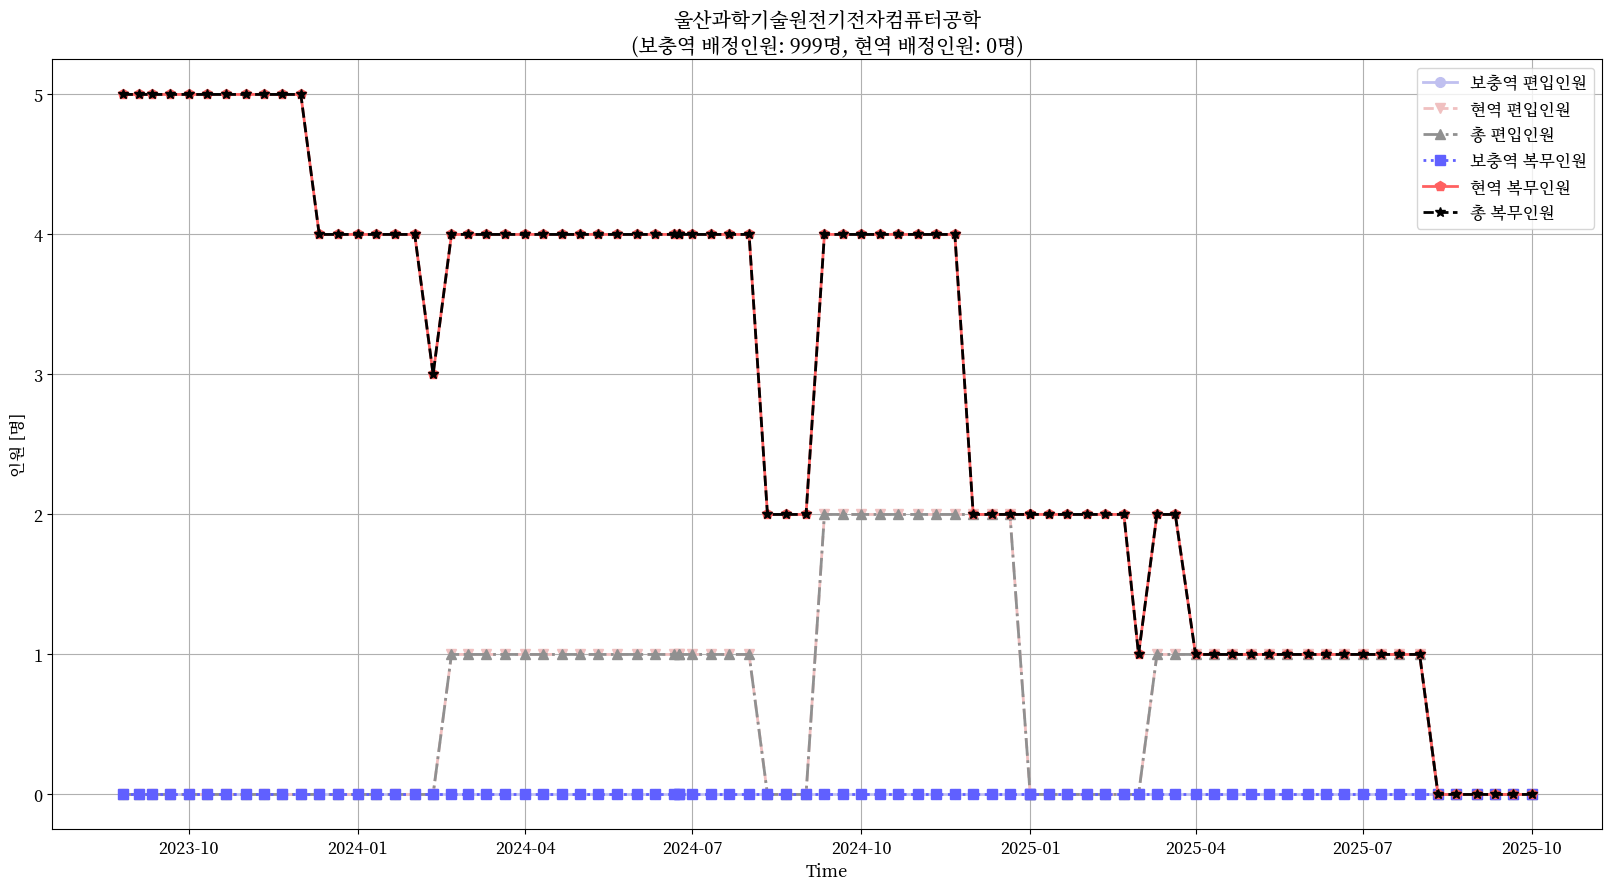 울산과학기술원전기전자컴퓨터공학
(보충역 배정인원: 999명, 현역 배정인원: 0명)
보충역 편입인원
현역 편입인원
총 편입인원
보충역 복무인원
현역 복무인원
총 복무인원
인원 [명]
5
4
3
2
1
0
2023-10
2024-01
2024-04
2024-07
2024-10
2025-01
2025-04
2025-07
2025-10
Time